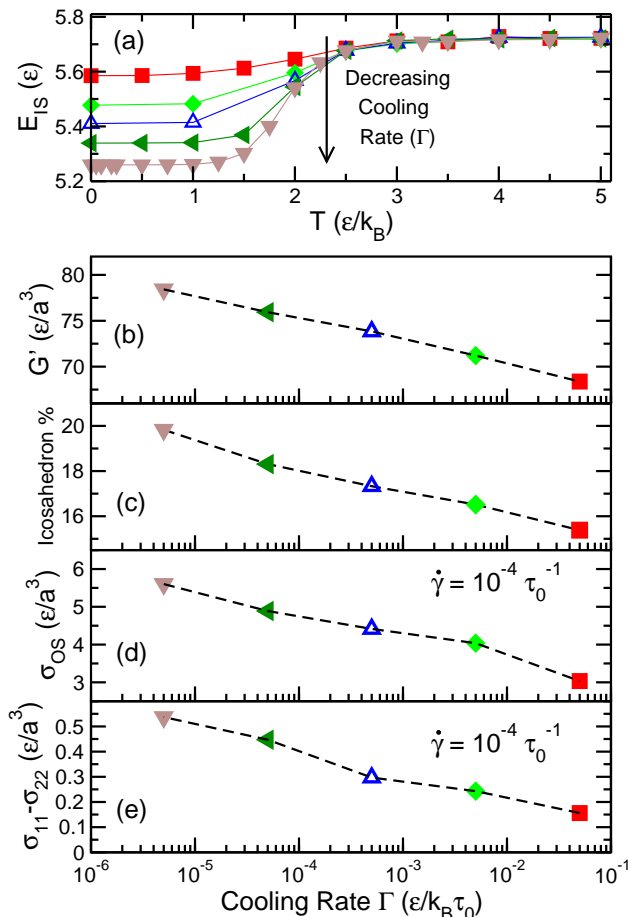 5.8
5.6
5.4
5.2
E_IS (ε)
(a)
Decreasing
Cooling
Rate (Γ)
0 1 2 3 4 5
T (ε/k_B)
80
75
70
G' (ε/a^3)
(b)
20
18
16
Icosahedron %
(c)
6
5
4
3
σ_OS (ε/a^3)
(d)
γ̇ = 10^-4 τ_0^-1
0.5
0.4
0.3
0.2
0.1
0
σ_11-σ_22 (ε/a^3)
(e)
γ̇ = 10^-4 τ_0^-1
10^-6 10^-5 10^-4 10^-3 10^-2 10^-1
Cooling Rate Γ (ε/k_Bτ_0)